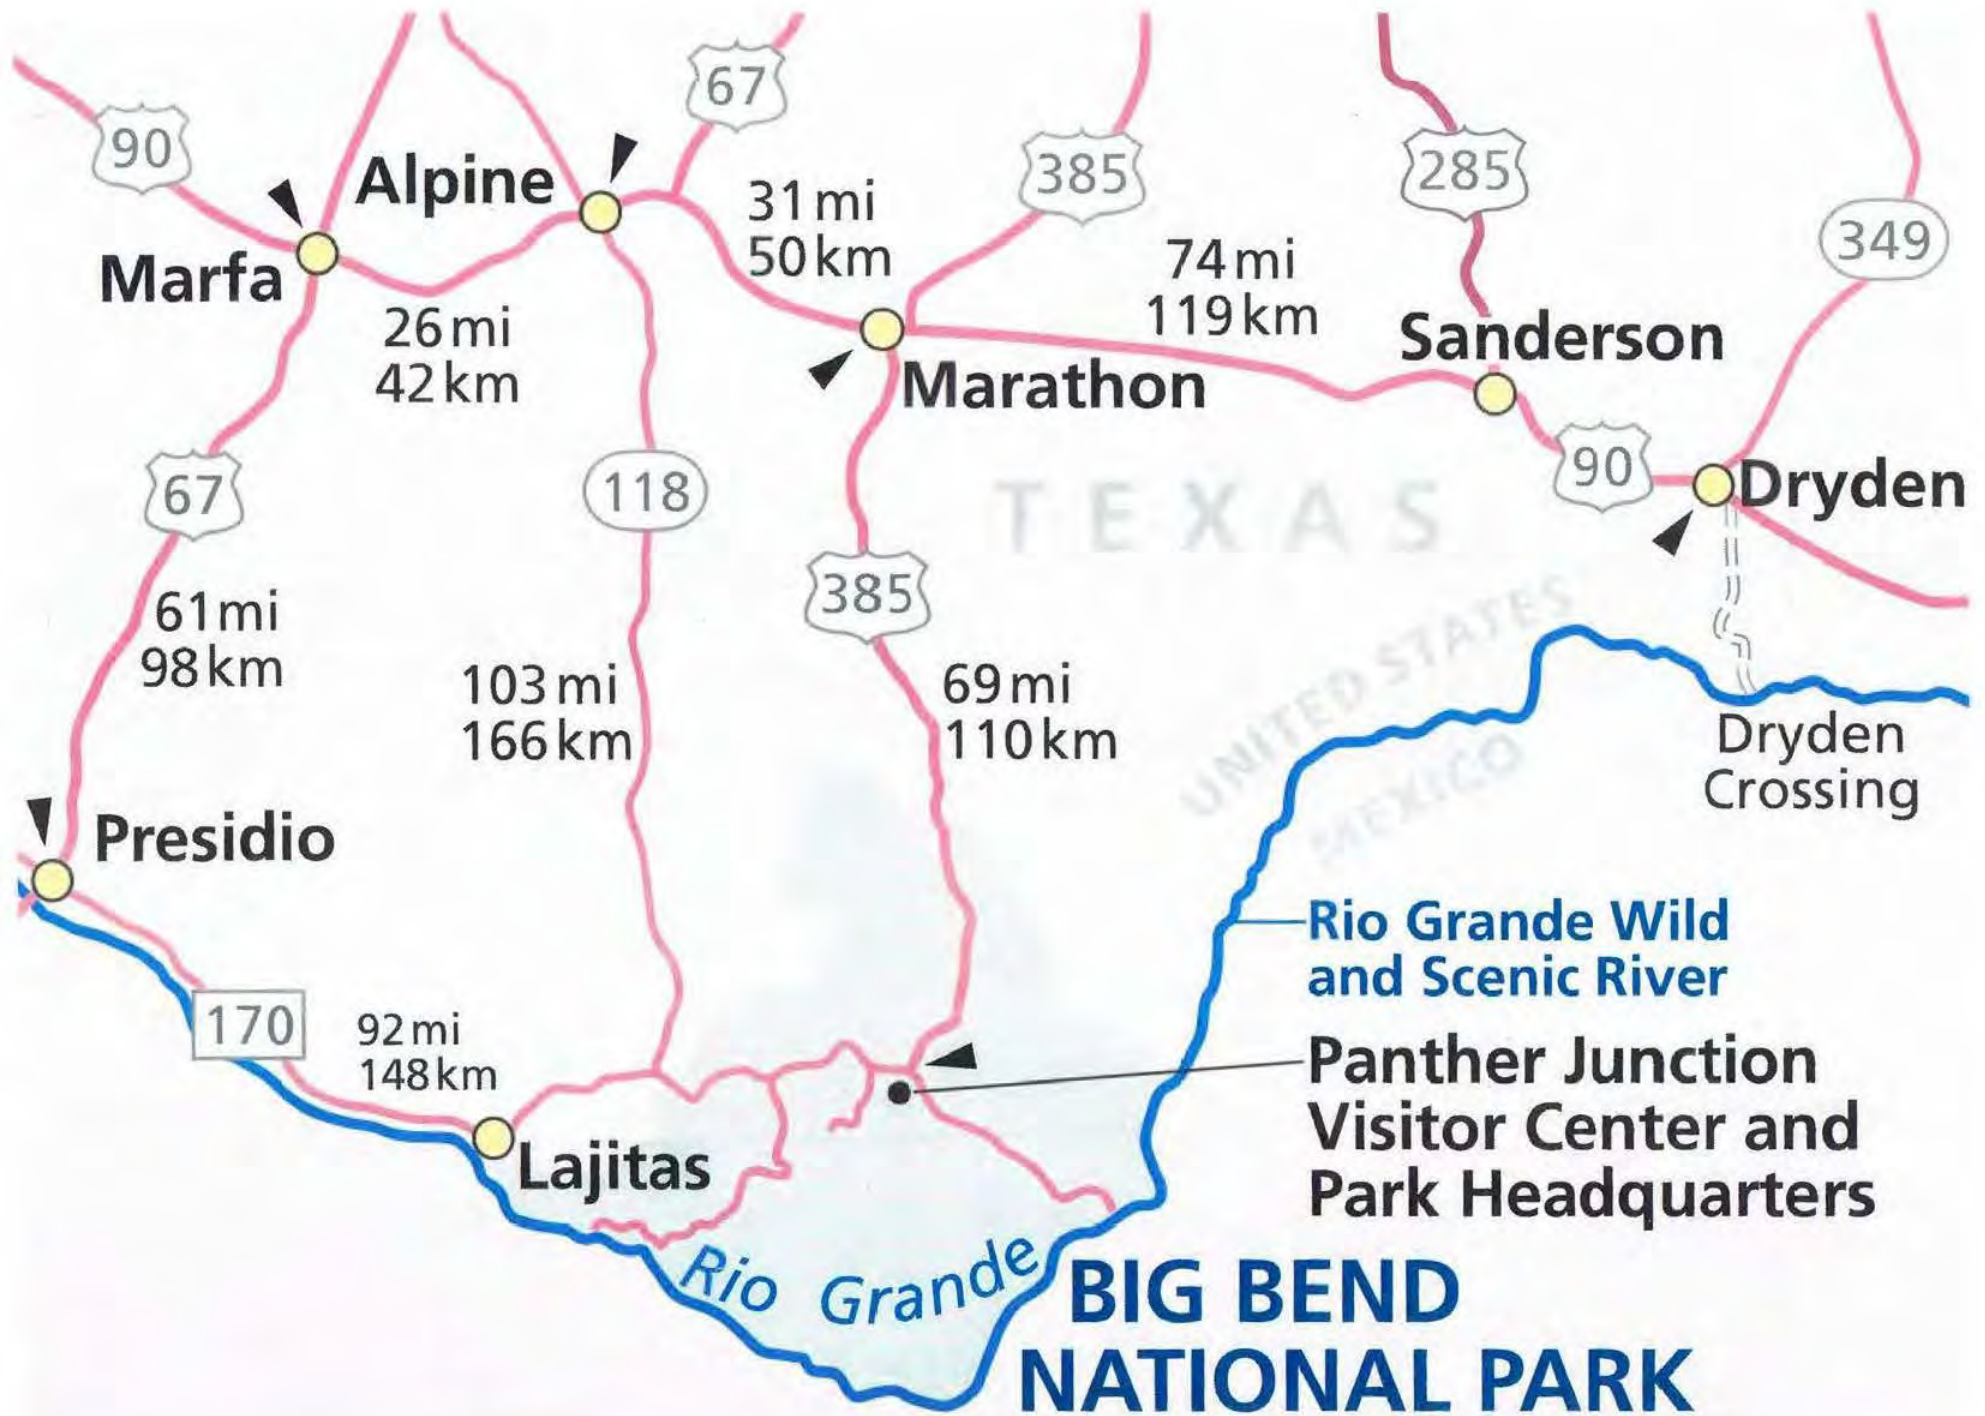 90
67
Alpine
385
285
349
31 mi
50 km
Marfa
26 mi
42 km
74 mi
119 km
Sanderson
Marathon
67
118
TEXAS
90
Dryden
385
61 mi
98 km
103 mi
166 km
69 mi
110 km
UNITED STATES
MEXICO
Dryden
Crossing
Presidio
Rio Grande Wild
and Scenic River
170
92 mi
148 km
Panther Junction
Visitor Center and
Park Headquarters
Lajitas
Rio Grande
BIG BEND
NATIONAL PARK